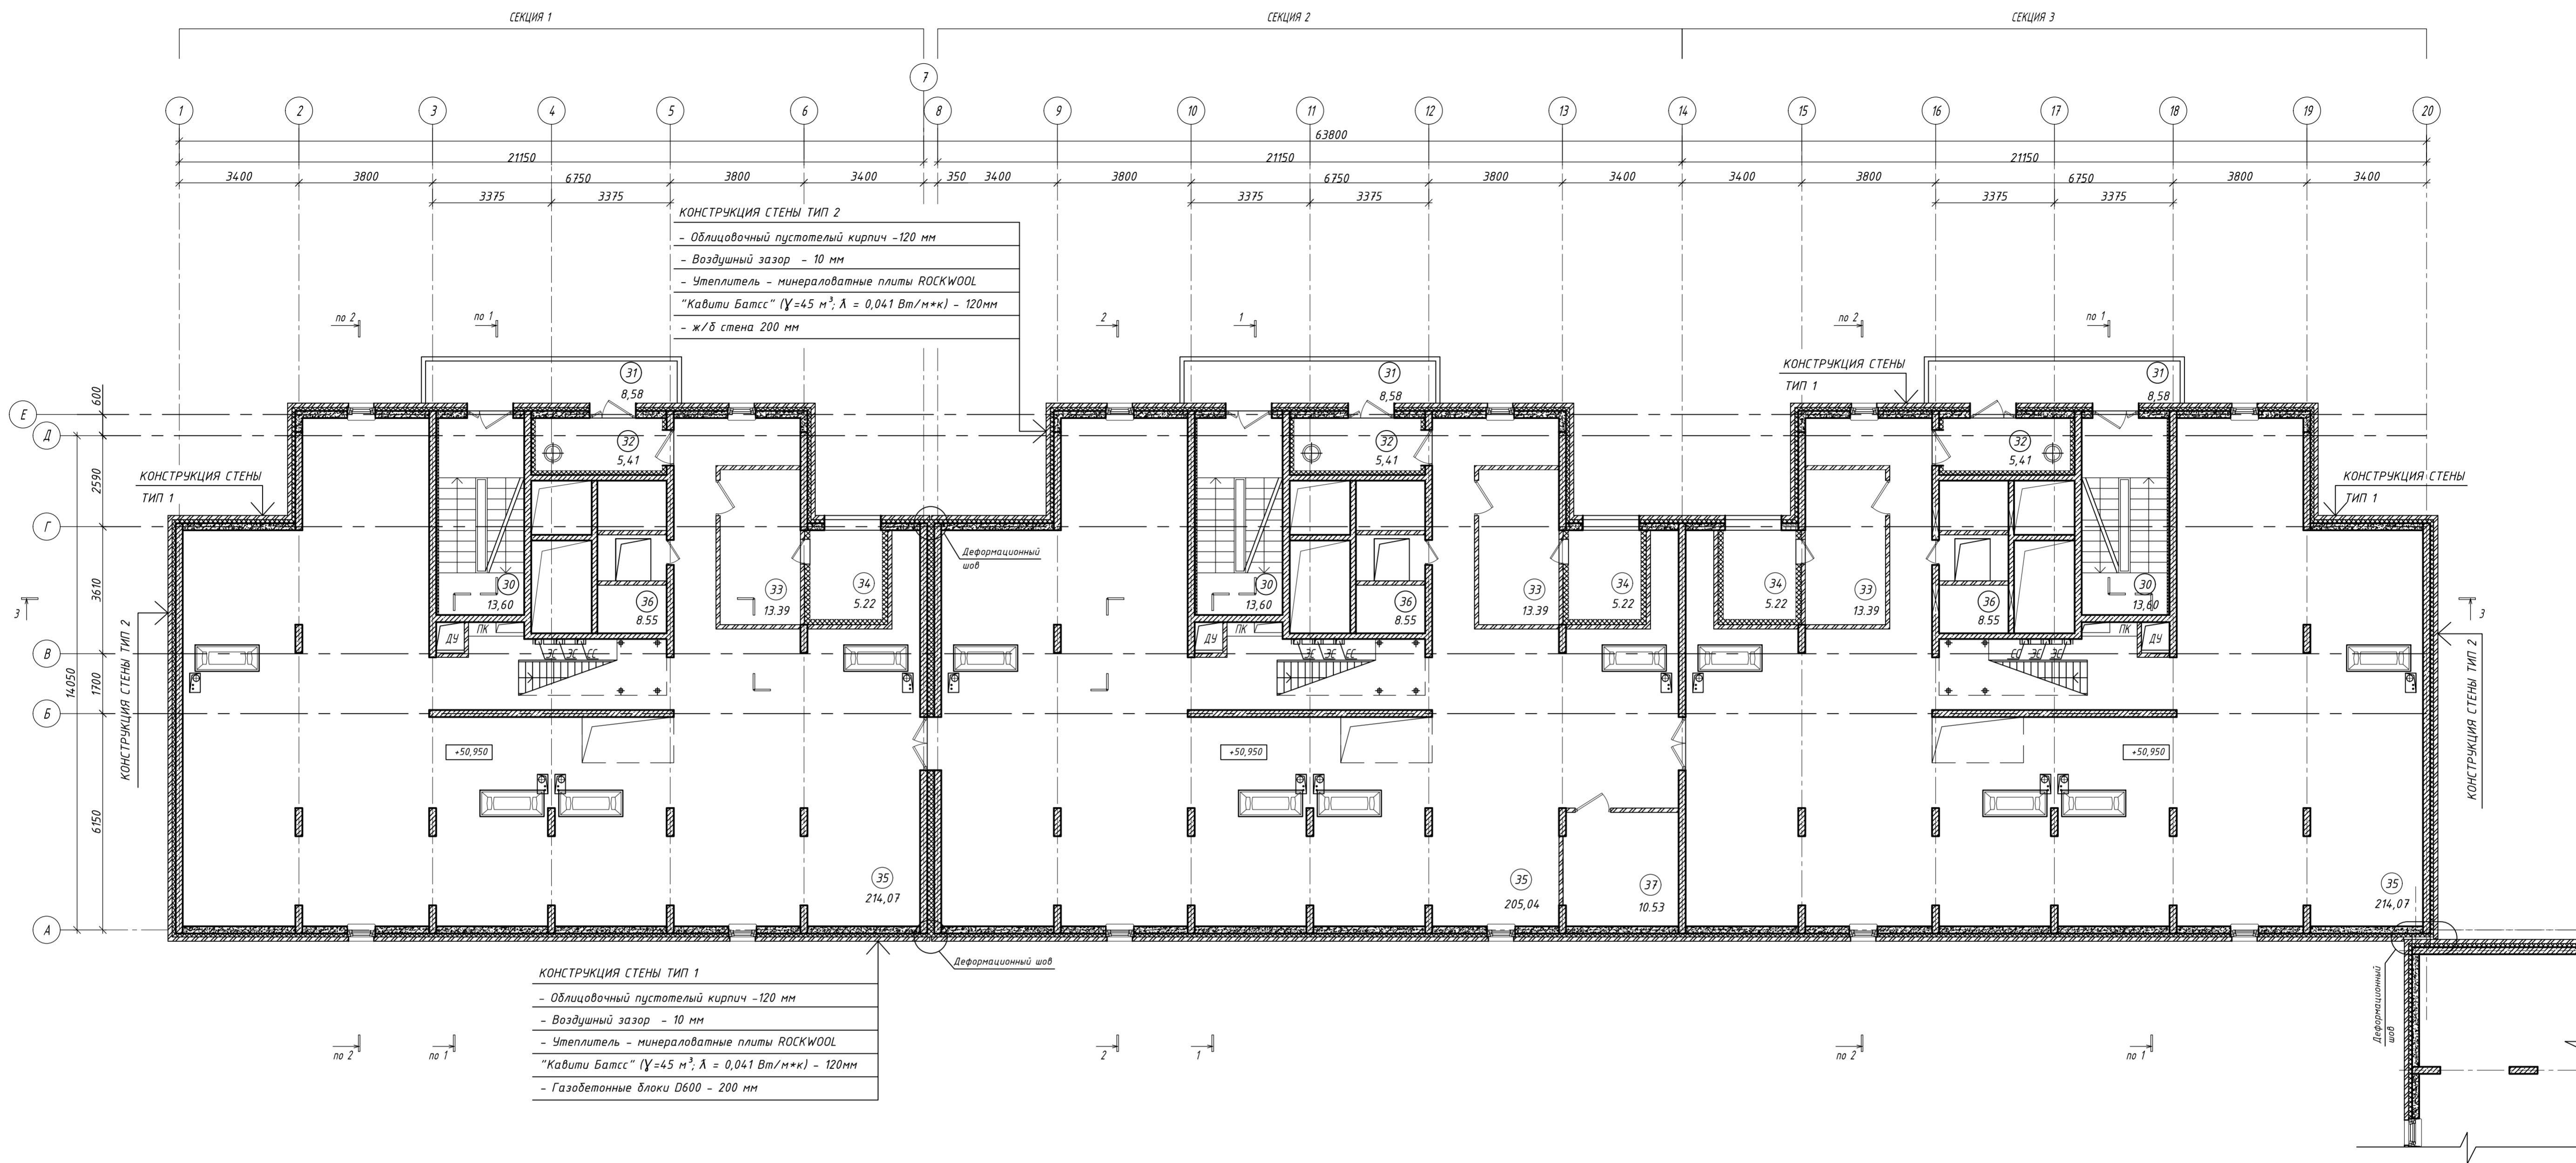 СЕКЦИЯ 1
СЕКЦИЯ 2
СЕКЦИЯ 3
7
1 2 3 4 5 6 8 9 10 11 12 13 14 15 16 17 18 19 20
63800
21150 21150 21150
3400 3800 6750 3800 3400 350 3400 3800 6750 3800 3400 3400 3800 6750 3800 3400
3375 3375 3375 3375 3375 3375
КОНСТРУКЦИЯ СТЕНЫ ТИП 2
- Облицовочный пустотелый кирпич -120 мм
- Воздушный зазор - 10 мм
- Утеплитель - минераловатные плиты ROCKWOOL
"Кавити Батсс" (γ=45 м³; λ = 0,041 Вт/м*к) - 120мм
- ж/б стена 200 мм
по 2 по 1 2 1 по 2 по 1
КОНСТРУКЦИЯ СТЕНЫ
ТИП 1
31 31 31
8,58 8,58 8,58
600
Е
Д
32 32 32
5,41 5,41 5,41
КОНСТРУКЦИЯ СТЕНЫ
ТИП 1
КОНСТРУКЦИЯ СТЕНЫ
ТИП 1
2590
Г
Деформационный
шов
3610
30 33 34 30 33 34 34 33 30
13,60 13.39 5.22 13,60 13.39 5.22 5.22 13.39 13,60
36 36 36
8.55 8.55 8.55
3 3
ДУ ПК ДУ ПК ПК ДУ
ЭС ЭС СС ЭС ЭС СС СС ЭС ЭС
В
14050
1700
КОНСТРУКЦИЯ СТЕНЫ ТИП 2
КОНСТРУКЦИЯ СТЕНЫ ТИП 2
Б
+50,950 +50,950 +50,950
6150
35 35 37 35
214,07 205,04 10.53 214,07
А
Деформационный шов
КОНСТРУКЦИЯ СТЕНЫ ТИП 1
- Облицовочный пустотелый кирпич -120 мм
- Воздушный зазор - 10 мм
- Утеплитель - минераловатные плиты ROCKWOOL
"Кавити Батсс" (γ=45 м³; λ = 0,041 Вт/м*к) - 120мм
- Газобетонные блоки D600 - 200 мм
Деформационный
шов
по 2 по 1 2 1 по 2 по 1